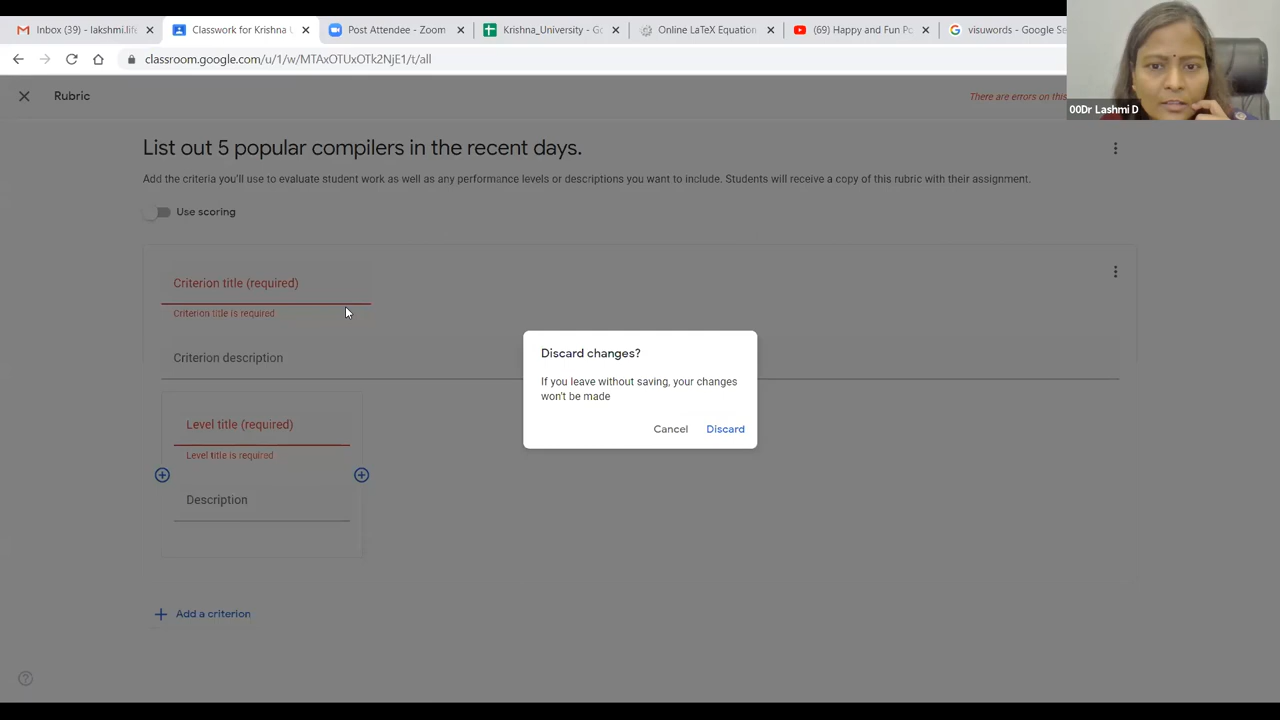 Inbox (39) - lakshmi.life
Classwork for Krishna U
Post Attendee - Zoom
Krishna_University - Go
Online LaTeX Equation
(69) Happy and Fun Po
visuwords - Google Se
classroom.google.com/u/1/w/MTAxOTUxOTk2NjE1/t/all
00Dr Lashmi D
Rubric
There are errors on this
List out 5 popular compilers in the recent days.
Add the criteria you'll use to evaluate student work as well as any performance levels or descriptions you want to include. Students will receive a copy of this rubric with their assignment.
Use scoring
Criterion title (required)
Criterion title is required
Criterion description
Discard changes?
If you leave without saving, your changes
won't be made
Cancel Discard
Level title (required)
Level title is required
Description
Add a criterion